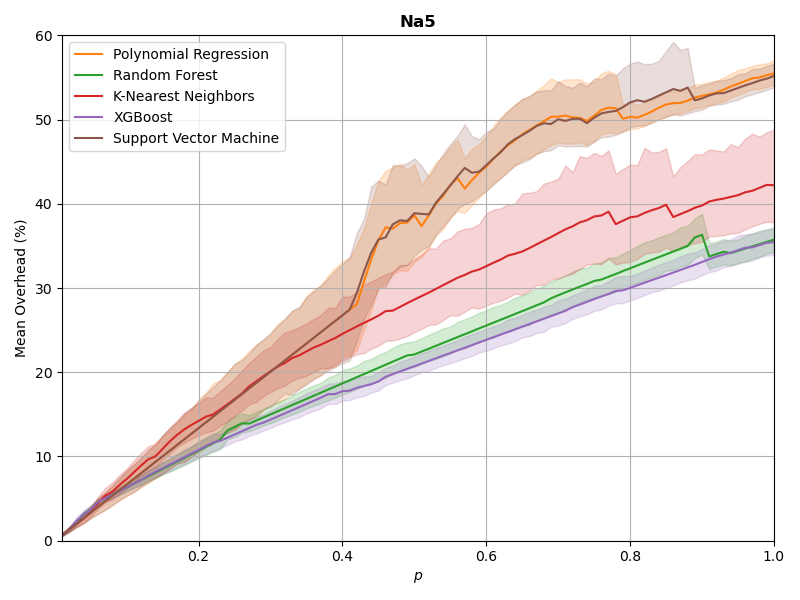 Na5
Polynomial Regression
Random Forest
K-Nearest Neighbors
XGBoost
Support Vector Machine
Mean Overhead (%)
60
50
40
30
20
10
0
0.2
0.4
0.6
0.8
1.0
p